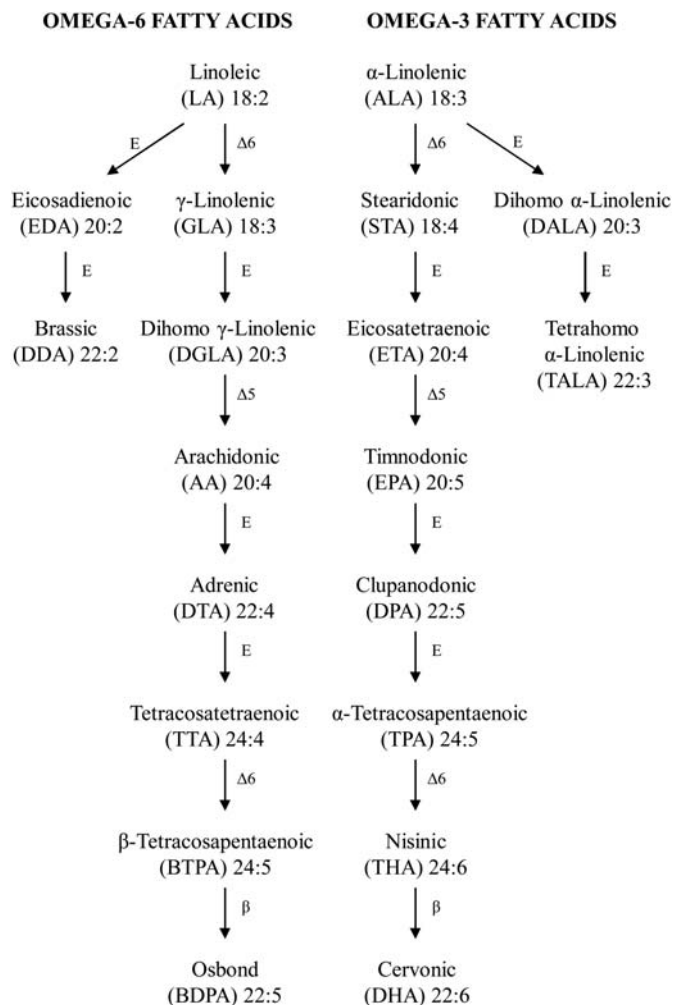 OMEGA-6 FATTY ACIDS OMEGA-3 FATTY ACIDS
Linoleic α-Linolenic
(LA) 18:2 (ALA) 18:3
E Δ6 Δ6 E
Eicosadienoic γ-Linolenic Stearidonic Dihomo α-Linolenic
(EDA) 20:2 (GLA) 18:3 (STA) 18:4 (DALA) 20:3
E E E E
Brassic Dihomo γ-Linolenic Eicosatetraenoic Tetrahomo
(DDA) 22:2 (DGLA) 20:3 (ETA) 20:4 α-Linolenic
(TALA) 22:3
Δ5 Δ5
Arachidonic Timnodonic
(AA) 20:4 (EPA) 20:5
E E
Adrenic Clupanodonic
(DTA) 22:4 (DPA) 22:5
E E
Tetracosatetraenoic α-Tetracosapentaenoic
(TTA) 24:4 (TPA) 24:5
Δ6 Δ6
β-Tetracosapentaenoic Nisinic
(BTPA) 24:5 (THA) 24:6
β β
Osbond Cervonic
(BDPA) 22:5 (DHA) 22:6